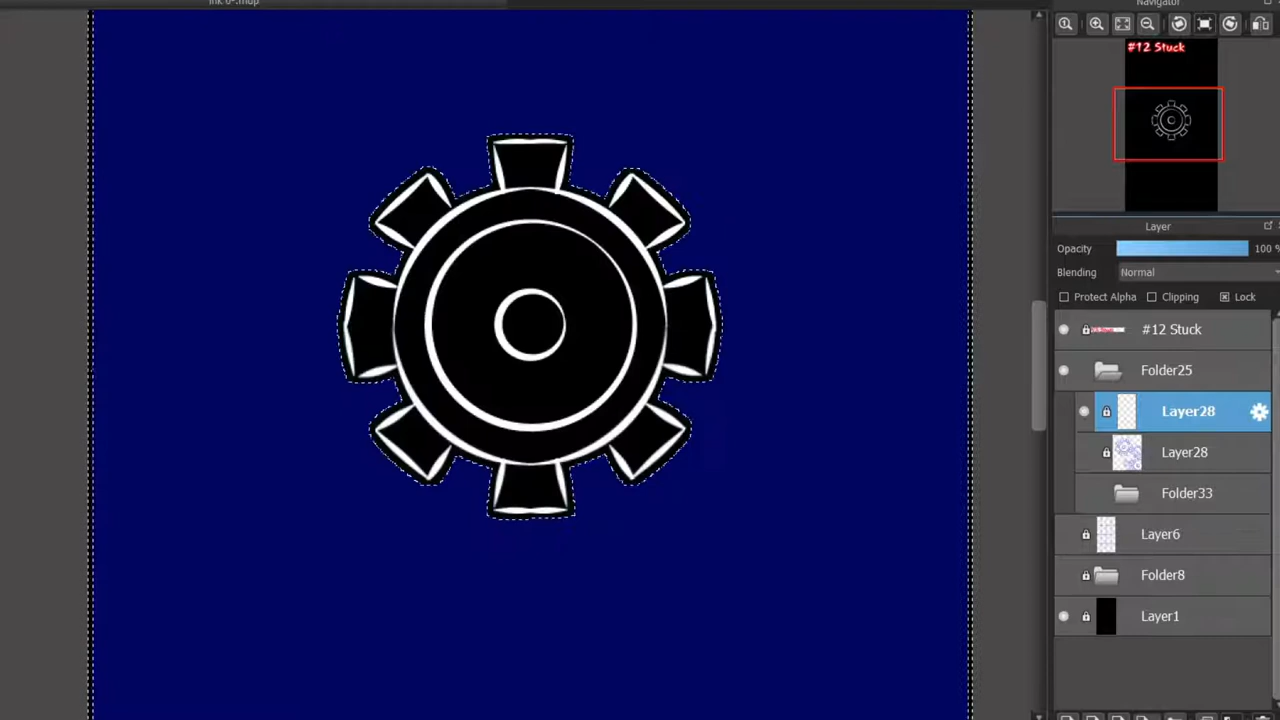 Navigator
#12 Stuck
Layer
Opacity 100 %
Blending Normal
Protect Alpha Clipping Lock
#12 Stuck
Folder25
Layer28
Layer28
Folder33
Layer6
Folder8
Layer1